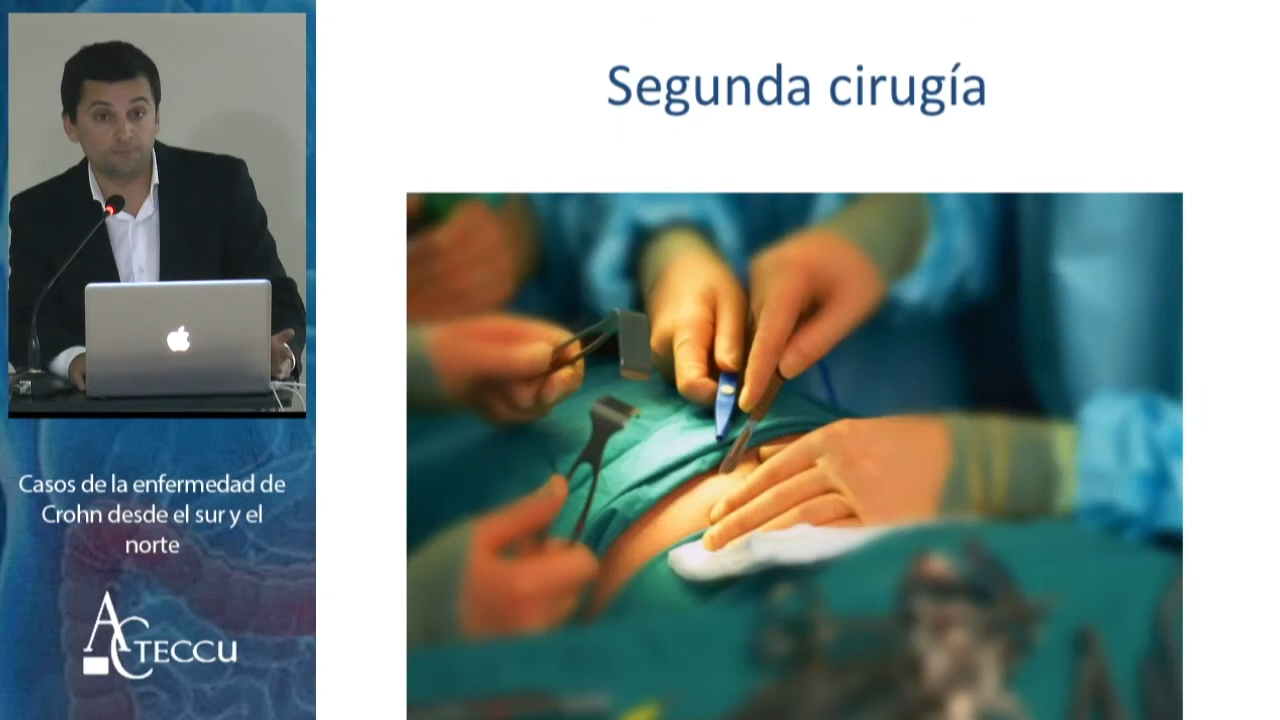 Segunda cirugía
Casos de la enfermedad de
Crohn desde el sur y el
norte
ACTECCU